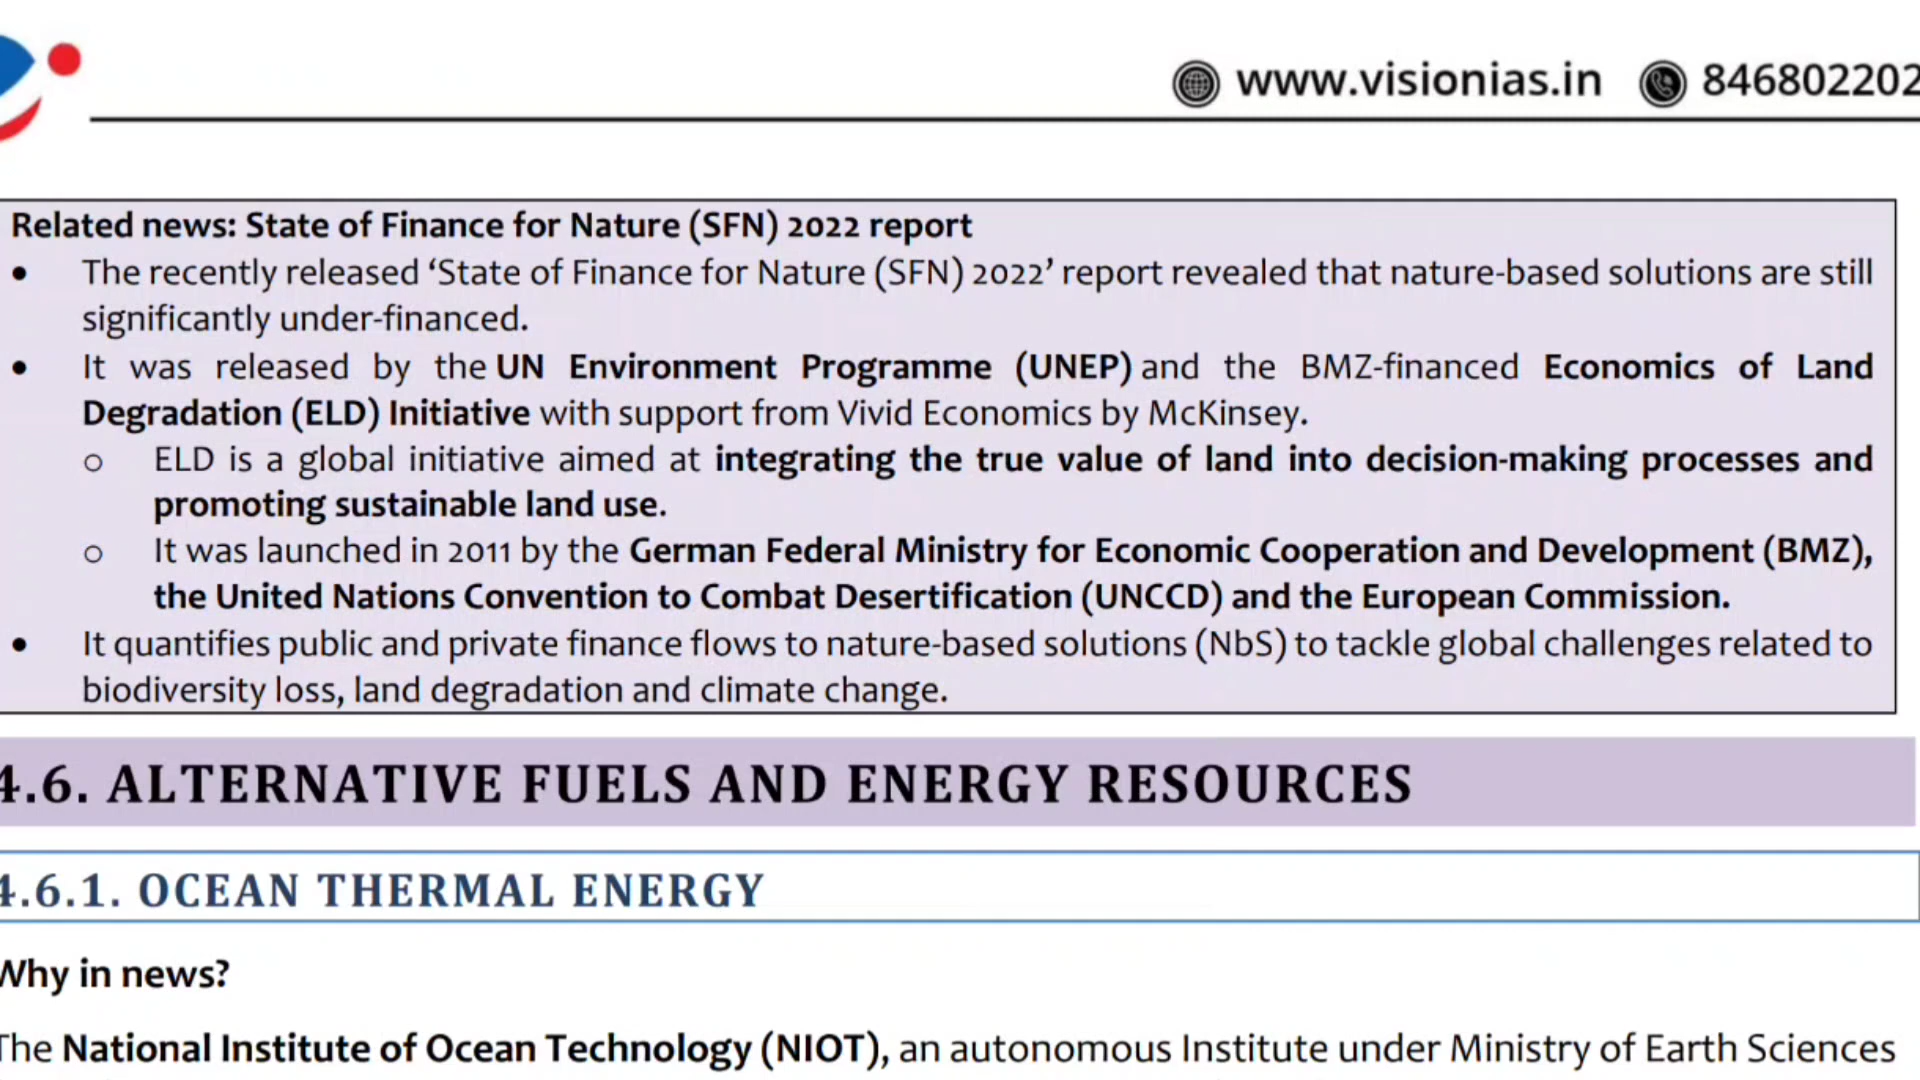 www.visionias.in 846802202
Related news: State of Finance for Nature (SFN) 2022 report
• The recently released ‘State of Finance for Nature (SFN) 2022’ report revealed that nature-based solutions are still
significantly under-financed.
• It was released by the UN Environment Programme (UNEP) and the BMZ-financed Economics of Land
Degradation (ELD) Initiative with support from Vivid Economics by McKinsey.
o ELD is a global initiative aimed at integrating the true value of land into decision-making processes and
promoting sustainable land use.
o It was launched in 2011 by the German Federal Ministry for Economic Cooperation and Development (BMZ),
the United Nations Convention to Combat Desertification (UNCCD) and the European Commission.
• It quantifies public and private finance flows to nature-based solutions (NbS) to tackle global challenges related to
biodiversity loss, land degradation and climate change.
4.6. ALTERNATIVE FUELS AND ENERGY RESOURCES
4.6.1. OCEAN THERMAL ENERGY
Why in news?
The National Institute of Ocean Technology (NIOT), an autonomous Institute under Ministry of Earth Sciences